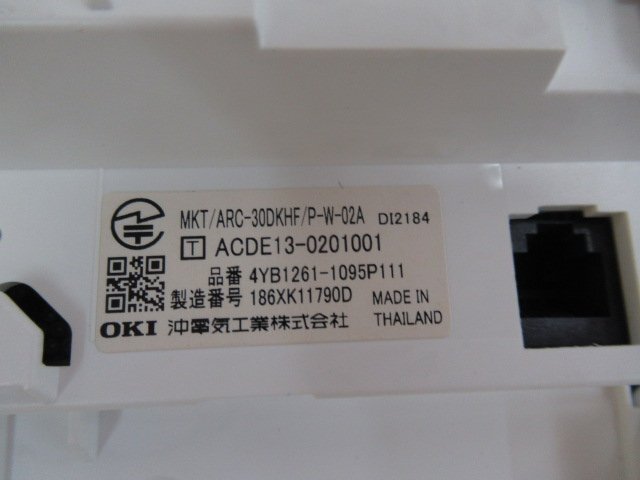 MKT/ARC-30DKHF/P-W-02A DI2184
T ACDE13-0201001
品番 4YB1261-1095P111
製造番号 186XK11790D MADE IN THAILAND
OKI 沖電気工業株式会社